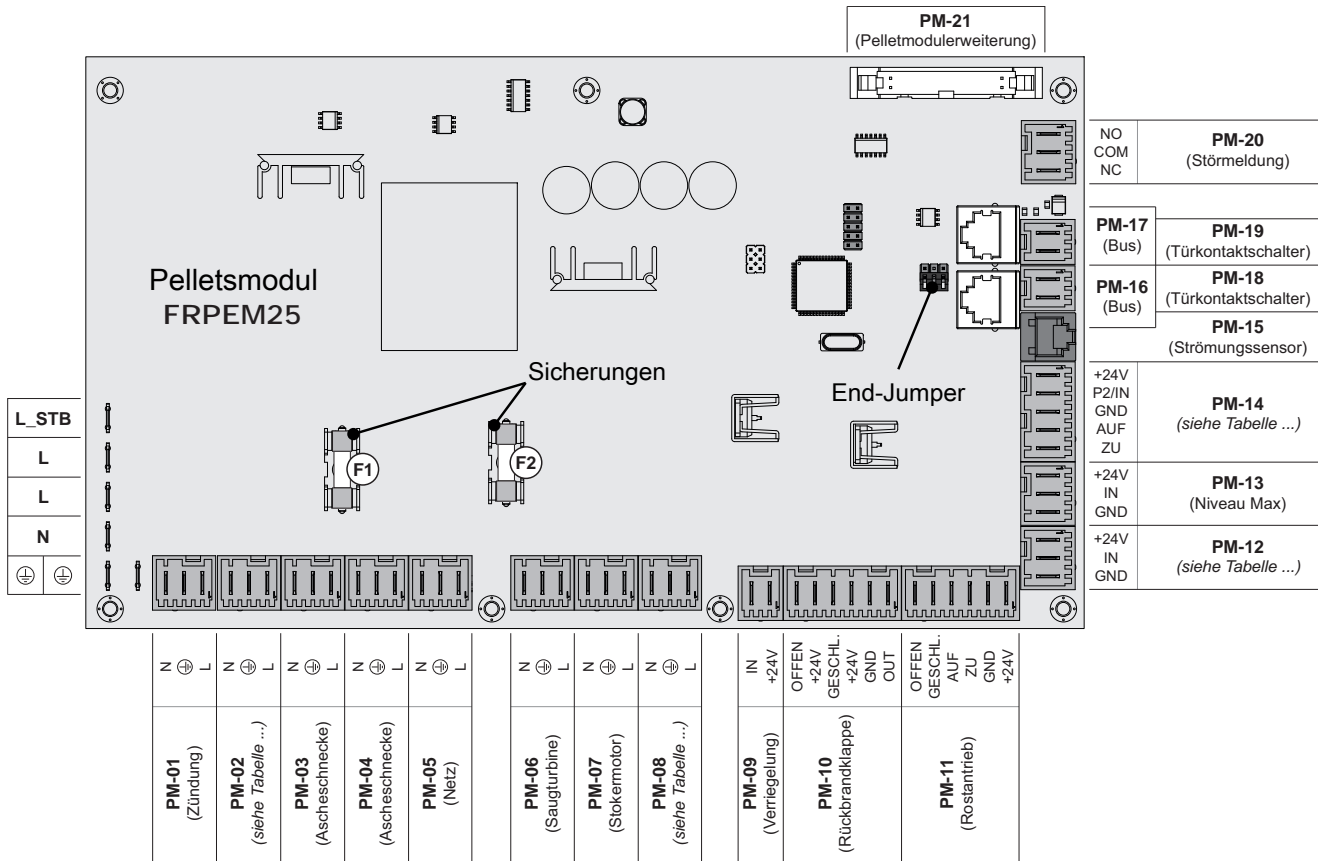 PM-21
(Pelletmodulerweiterung)
NO
COM
NC
PM-20
(Störmeldung)
PM-17
(Bus)
PM-19
(Türkontaktschalter)
PM-16
(Bus)
PM-18
(Türkontaktschalter)
PM-15
(Strömungssensor)
+24V
P2/IN
GND
AUF
ZU
PM-14
(siehe Tabelle ...)
+24V
IN
GND
PM-13
(Niveau Max)
+24V
IN
GND
PM-12
(siehe Tabelle ...)
Pelletsmodul
FRPEM25
Sicherungen
End-Jumper
F1
F2
L_STB
L
L
N
N L
N L
N L
N L
N L
N L
N L
N L
IN
+24V
OFFEN
+24V
GESCHL.
+24V
GND
OUT
OFFEN
GESCHL.
AUF
ZU
GND
+24V
PM-01
(Zündung)
PM-02
(siehe Tabelle ...)
PM-03
(Ascheschnecke)
PM-04
(Ascheschnecke)
PM-05
(Netz)
PM-06
(Saugturbine)
PM-07
(Stokermotor)
PM-08
(siehe Tabelle ...)
PM-09
(Verriegelung)
PM-10
(Rückbrandklappe)
PM-11
(Rostantrieb)